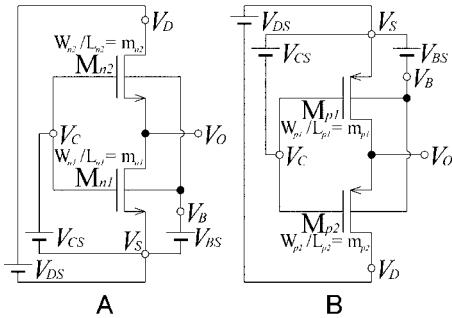 V_D
W_n2/L_n2= m_n2
M_n2
V_C
V_O
W_n1/L_n1= m_n1
M_n1
V_B
V_CS
V_S
V_BS
V_DS
A
V_DS
V_S
V_CS
V_BS
V_B
M_p1
W_p1/L_p1= m_p1
V_C
V_O
M_p2
W_p2/L_p2= m_p2
V_D
B